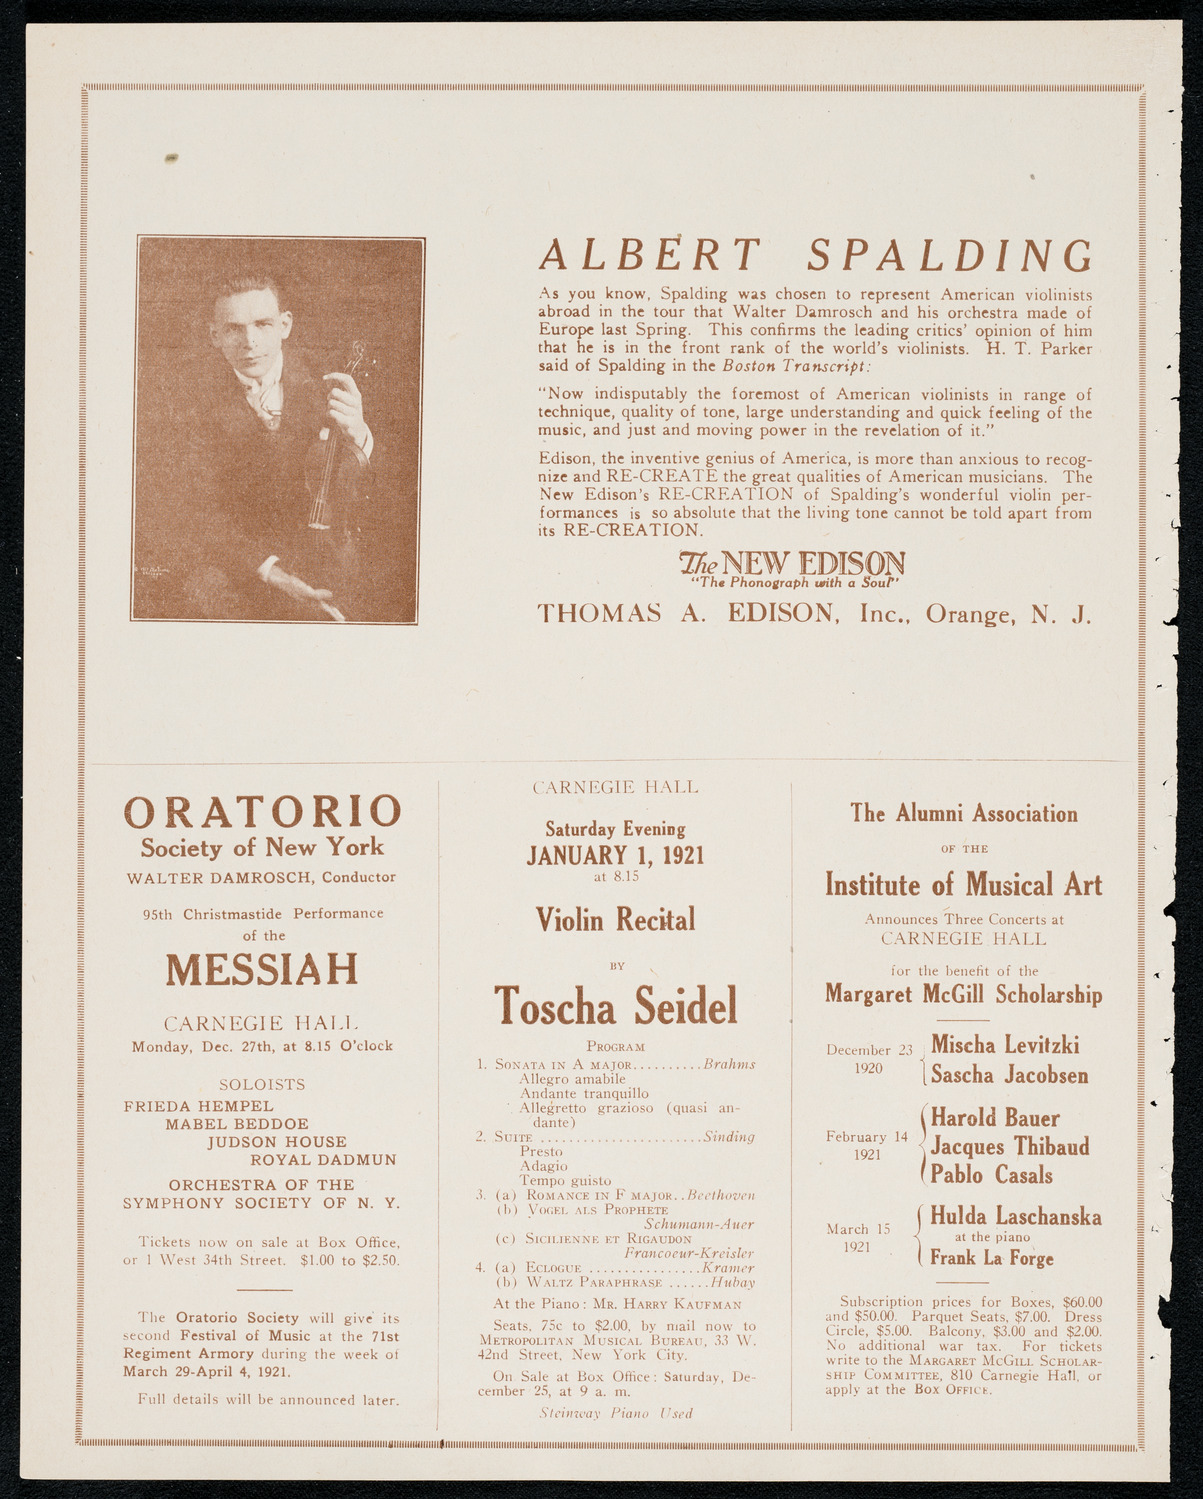 ALBERT SPALDING
As you know, Spalding was chosen to represent American violinists
abroad in the tour that Walter Damrosch and his orchestra made of
Europe last Spring. This confirms the leading critics' opinion of him
that he is in the front rank of the world's violinists. H. T. Parker
said of Spalding in the Boston Transcript:
"Now indisputably the foremost of American violinists in range of
technique, quality of tone, large understanding and quick feeling of the
music, and just and moving power in the revelation of it."
Edison, the inventive genius of America, is more than anxious to recog-
nize and RE-CREATE the great qualities of American musicians. The
New Edison's RE-CREATION of Spalding's wonderful violin per-
formances is so absolute that the living tone cannot be told apart from
its RE-CREATION.
The NEW EDISON
"The Phonograph with a Soul"
THOMAS A. EDISON, Inc., Orange, N. J.
ORATORIO
Society of New York
WALTER DAMROSCH, Conductor
95th Christmastide Performance
of the
MESSIAH
CARNEGIE HALL
Monday, Dec. 27th, at 8.15 O'clock
SOLOISTS
FRIEDA HEMPEL
MABEL BEDDOE
JUDSON HOUSE
ROYAL DADMUN
ORCHESTRA OF THE
SYMPHONY SOCIETY OF N. Y.
Tickets now on sale at Box Office,
or 1 West 34th Street. $1.00 to $2.50.
The Oratorio Society will give its
second Festival of Music at the 71st
Regiment Armory during the week of
March 29-April 4, 1921.
Full details will be announced later.
CARNEGIE HALL
Saturday Evening
JANUARY 1, 1921
at 8.15
Violin Recital
BY
Toscha Seidel
PROGRAM
1. SONATA IN A MAJOR..........Brahms
Allegro amabile
Andante tranquillo
Allegretto grazioso (quasi an-
dante)
2. SUITE .......................Sinding
Presto
Adagio
Tempo guisto
3. (a) ROMANCE IN F MAJOR..Beethoven
(b) VOGEL ALS PROPHETE
Schumann-Auer
(c) SICILIENNE ET RIGAUDON
Francoeur-Kreisler
4. (a) ECLOGUE ................Kramer
(b) WALTZ PARAPHRASE ......Hubay
At the Piano: MR. HARRY KAUFMAN
Seats, 75c to $2.00, by mail now to
METROPOLITAN MUSICAL BUREAU, 33 W.
42nd Street, New York City.
On Sale at Box Office: Saturday, De-
cember 25, at 9 a. m.
Steinway Piano Used
The Alumni Association
OF THE
Institute of Musical Art
Announces Three Concerts at
CARNEGIE HALL
for the benefit of the
Margaret McGill Scholarship
December 23
1920
Mischa Levitzki
Sascha Jacobsen
February 14
1921
Harold Bauer
Jacques Thibaud
Pablo Casals
March 15
1921
Hulda Laschanska
at the piano
Frank La Forge
Subscription prices for Boxes, $60.00
and $50.00. Parquet Seats, $7.00. Dress
Circle, $5.00. Balcony, $3.00 and $2.00.
No additional war tax. For tickets
write to the MARGARET MCGILL SCHOLAR-
SHIP COMMITTEE, 810 Carnegie Hall, or
apply at the BOX OFFICE.